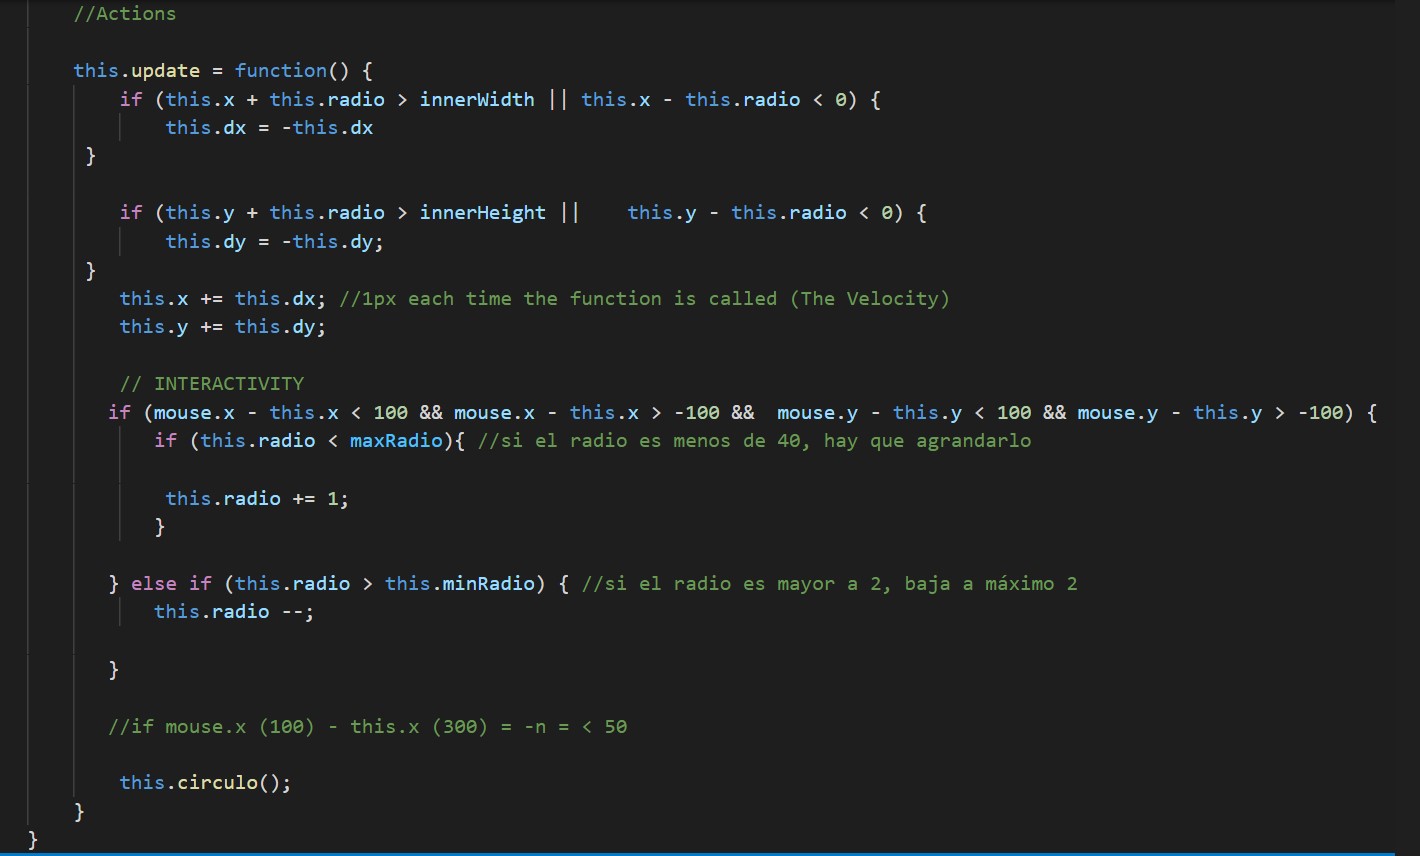 //Actions
this.update = function() {
if (this.x + this.radio > innerWidth || this.x - this.radio < 0) {
this.dx = -this.dx
}
if (this.y + this.radio > innerHeight ||    this.y - this.radio < 0) {
this.dy = -this.dy;
}
this.x += this.dx; //1px each time the function is called (The Velocity)
this.y += this.dy;
// INTERACTIVITY
if (mouse.x - this.x < 100 && mouse.x - this.x > -100 &&  mouse.y - this.y < 100 && mouse.y - this.y > -100) {
if (this.radio < maxRadio){ //si el radio es menos de 40, hay que agrandarlo
this.radio += 1;
}
} else if (this.radio > this.minRadio) { //si el radio es mayor a 2, baja a máximo 2
this.radio --;
}
//if mouse.x (100) - this.x (300) = -n = < 50
this.circulo();
}
}